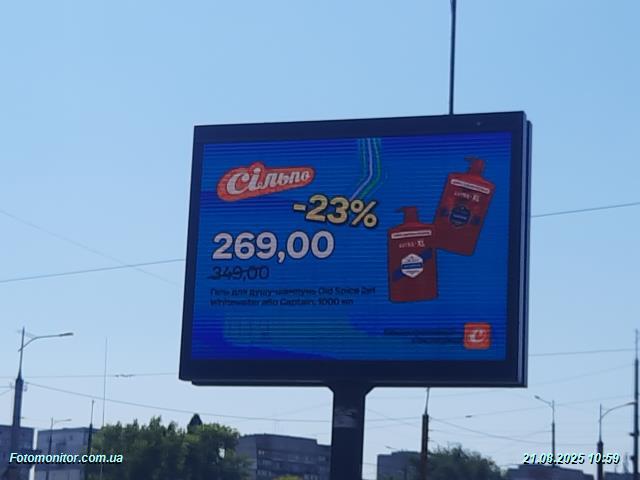 Сільпо
-23%
269,00
349,00
Гель для душу-шампунь Old Spice 2в1
Whitewater або Captain, 1000 мл
Fotomonitor.com.ua
21.08.2025 10:59